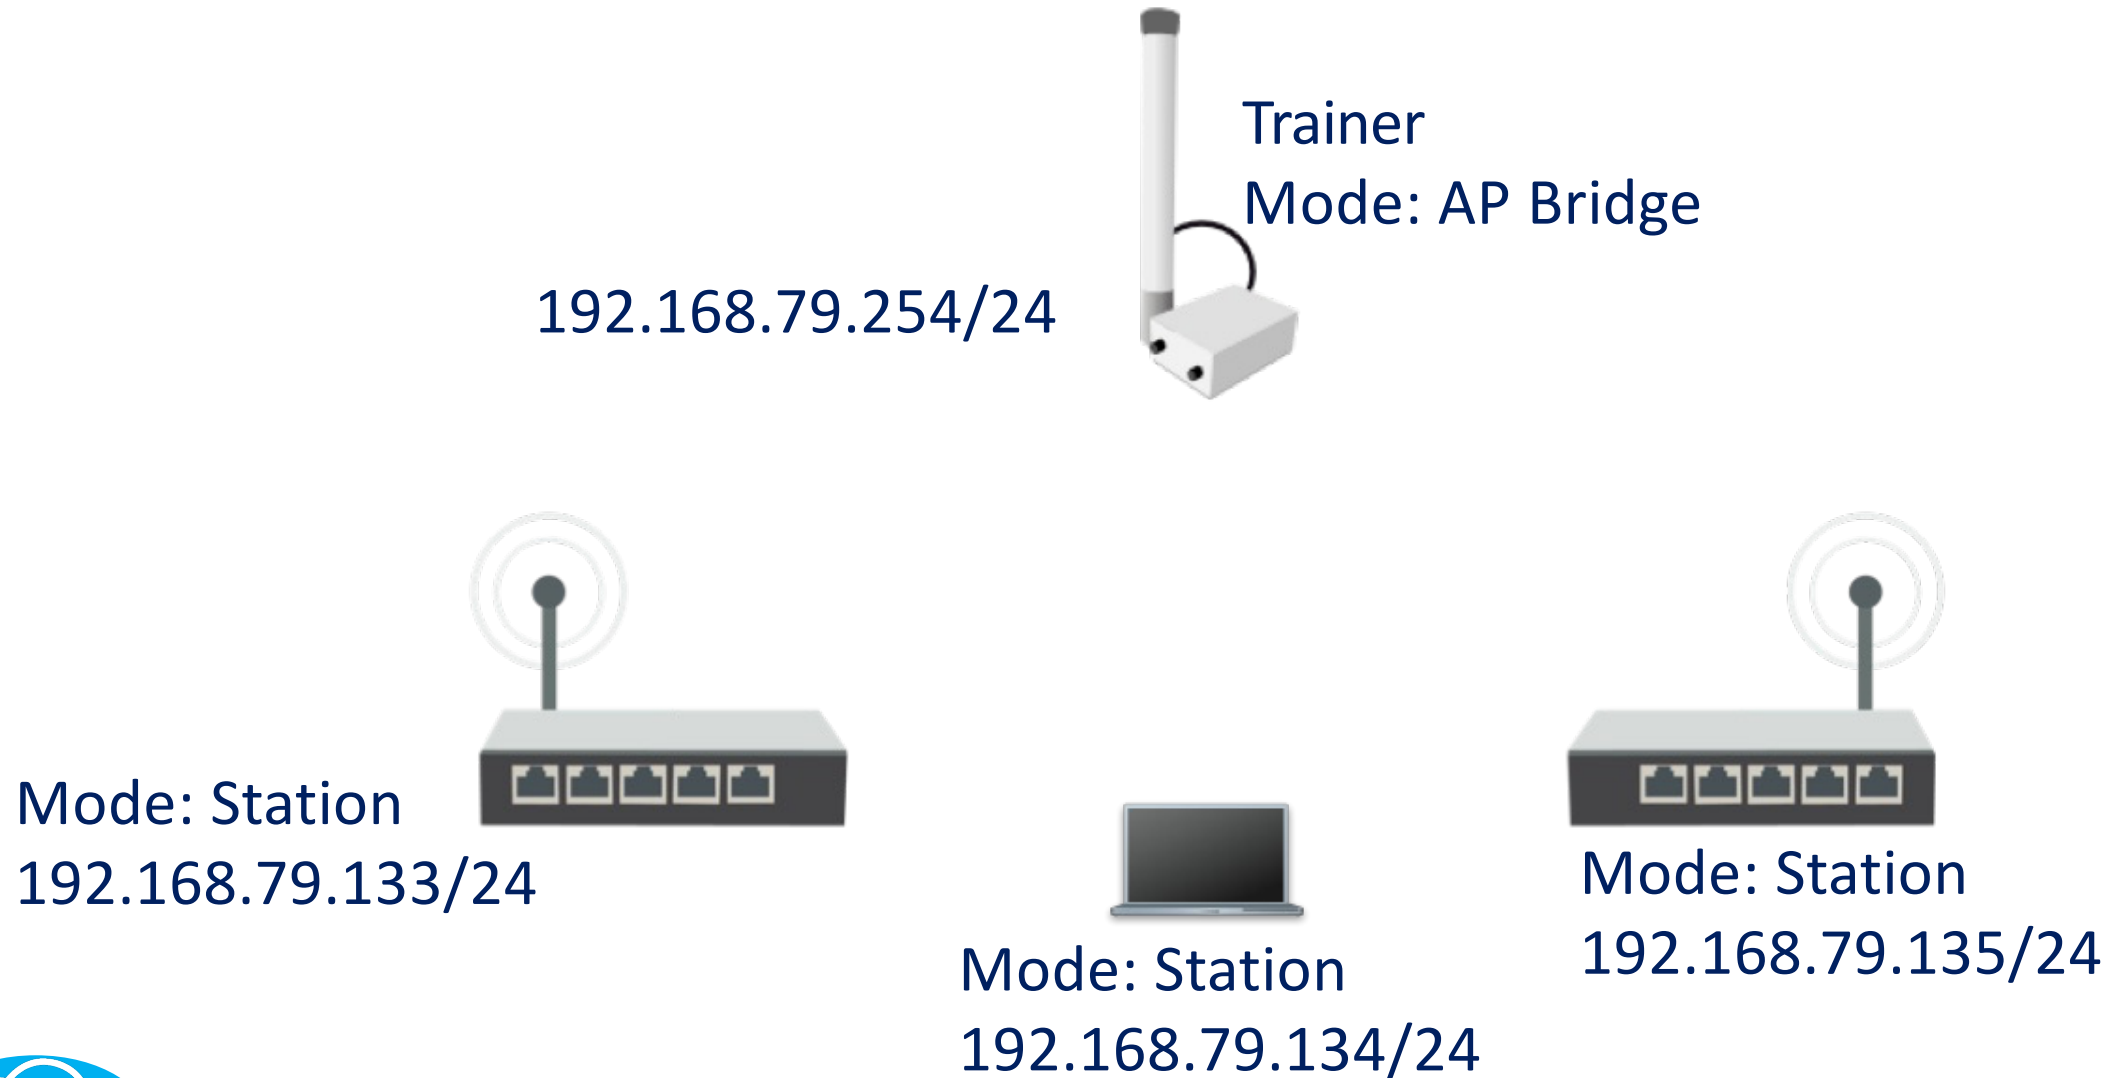 Trainer
Mode: AP Bridge
192.168.79.254/24
Mode: Station
192.168.79.133/24
Mode: Station
192.168.79.134/24
Mode: Station
192.168.79.135/24